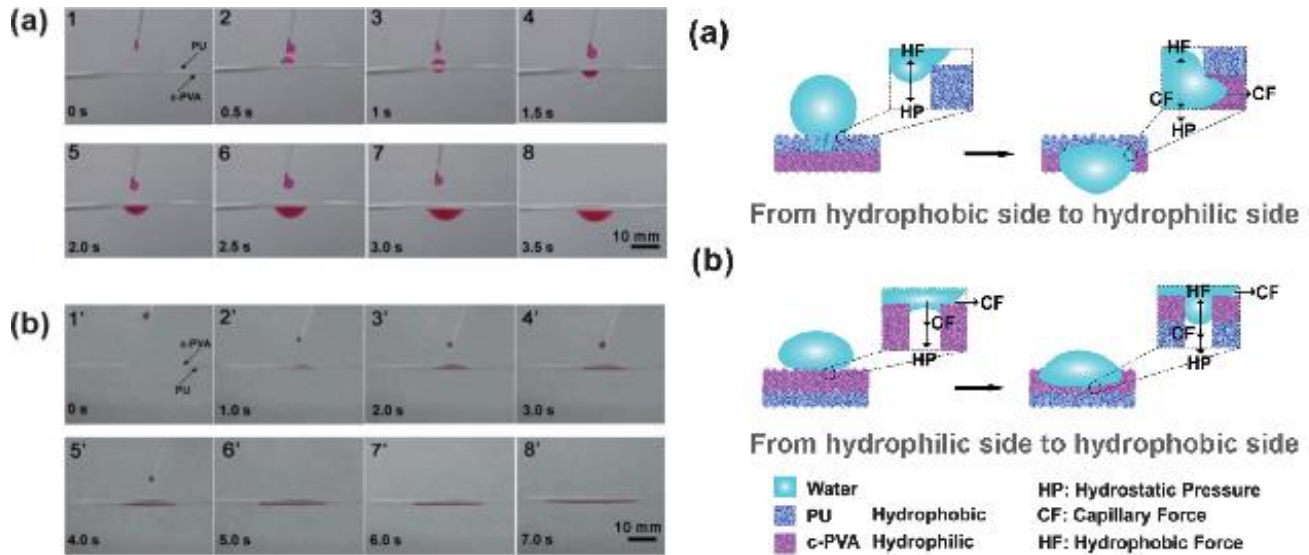 (a)
1 2 3 4
PU
c-PVA
0 s 0.5 s 1 s 1.5 s
5 6 7 8
2.0 s 2.5 s 3.0 s 3.5 s
10 mm
(b)
1' 2' 3' 4'
c-PVA
PU
0 s 1.0 s 2.0 s 3.0 s
5' 6' 7' 8'
4.0 s 5.0 s 6.0 s 7.0 s
10 mm
(a)
HF HF
CF CF
HP HP
From hydrophobic side to hydrophilic side
(b)
CF HF CF
CF CF
HP HP
From hydrophilic side to hydrophobic side
Water HP: Hydrostatic Pressure
PU Hydrophobic CF: Capillary Force
c-PVA Hydrophilic HF: Hydrophobic Force